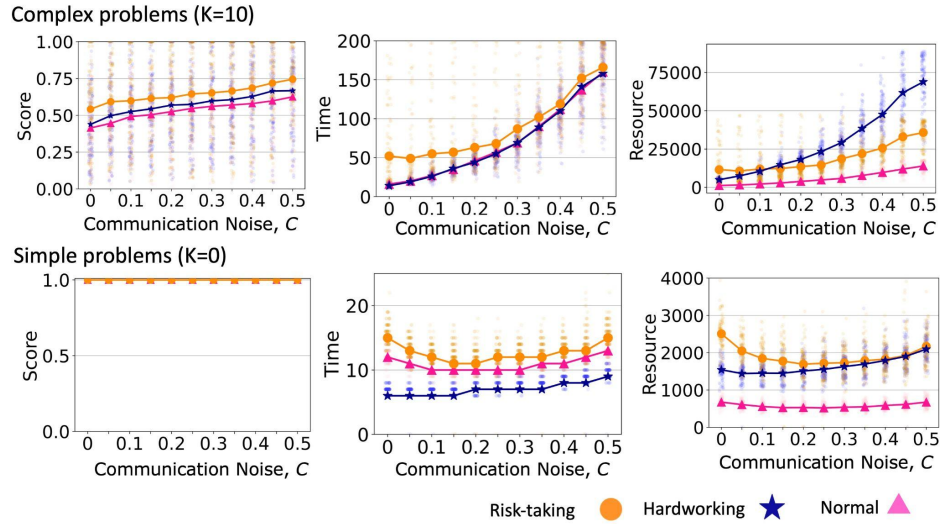 Complex problems (K=10)
Score
1.00
0.75
0.50
0.25
0.00
0 0.1 0.2 0.3 0.4 0.5
Communication Noise, C
Time
200
150
100
50
0
0 0.1 0.2 0.3 0.4 0.5
Communication Noise, C
Resource
75000
50000
25000
0
0 0.1 0.2 0.3 0.4 0.5
Communication Noise, C
Simple problems (K=0)
Score
1.0
0.5
0.0
0 0.1 0.2 0.3 0.4 0.5
Communication Noise, C
Time
20
10
0
0 0.1 0.2 0.3 0.4 0.5
Communication Noise, C
Resource
4000
3000
2000
1000
0
0 0.1 0.2 0.3 0.4 0.5
Communication Noise, C
Risk-taking Hardworking Normal